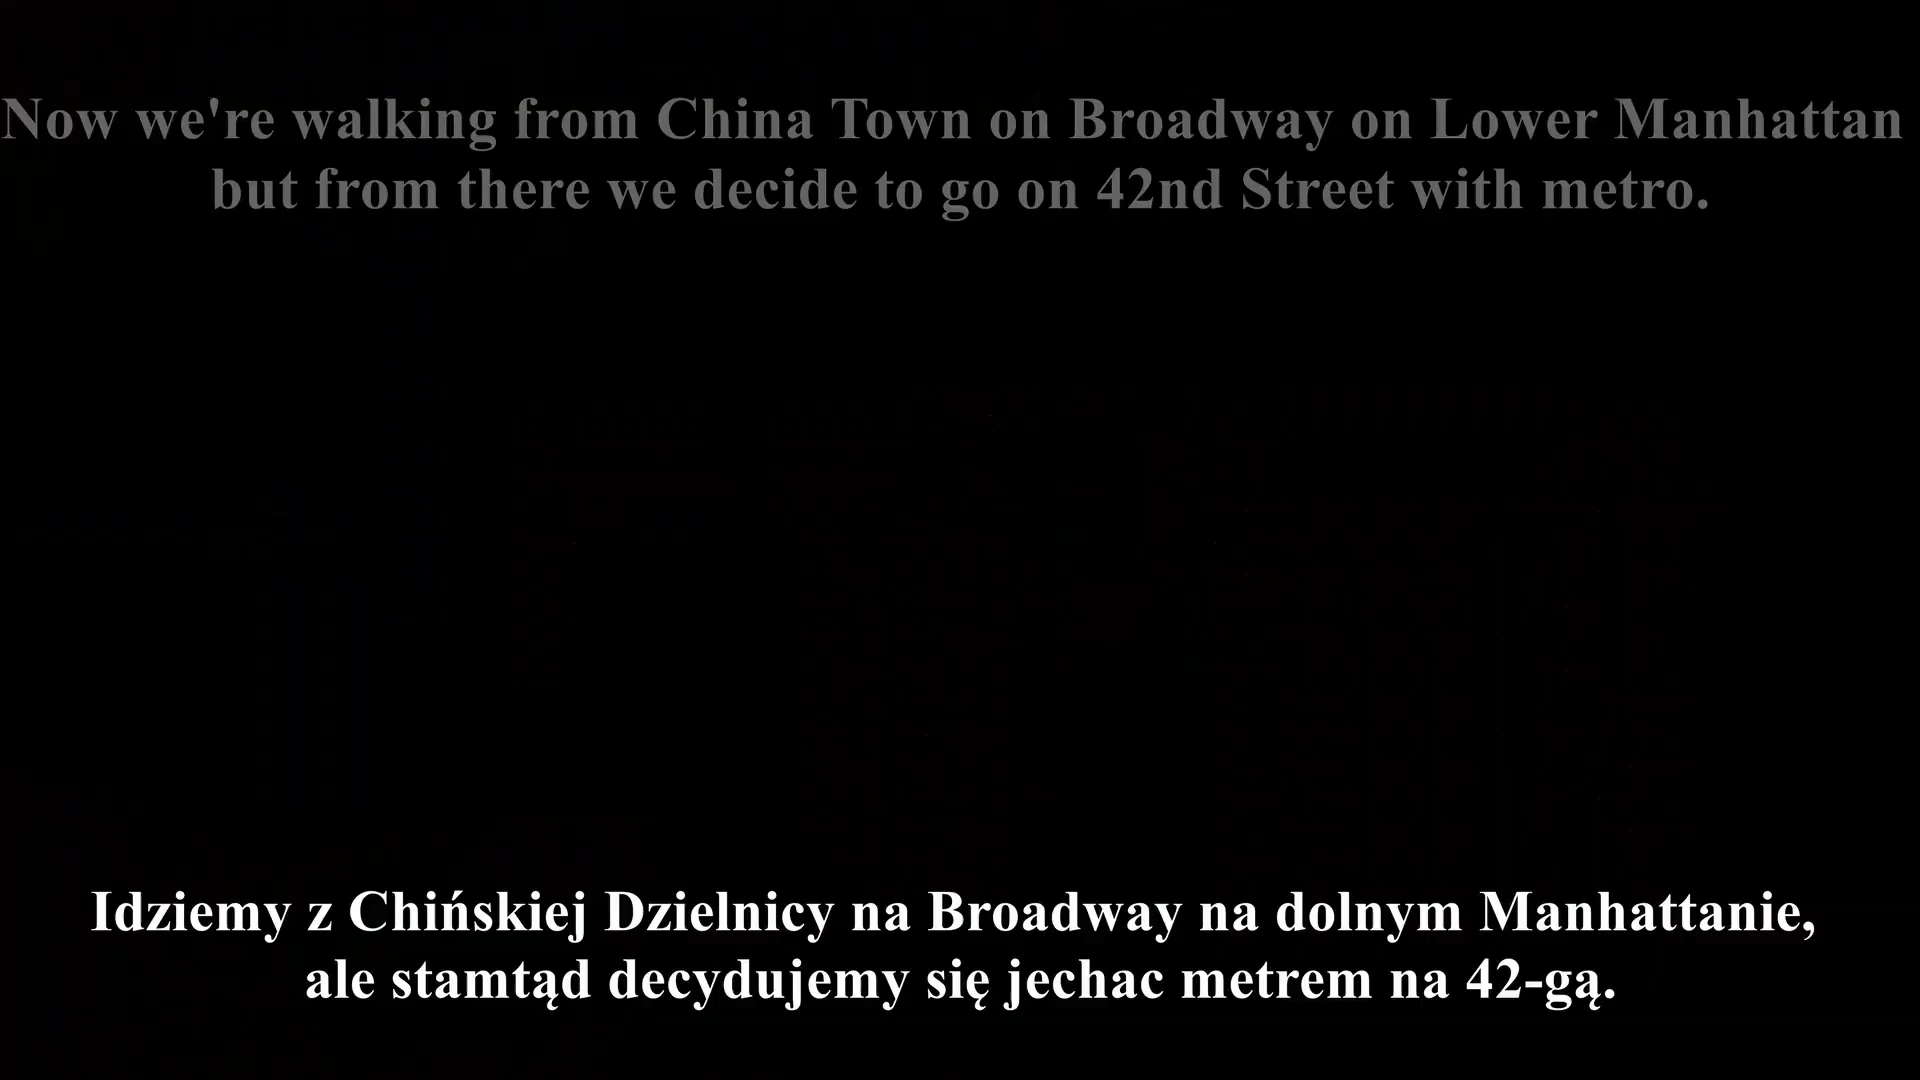 Now we're walking from China Town on Broadway on Lower Manhattan
but from there we decide to go on 42nd Street with metro.
Idziemy z Chińskiej Dzielnicy na Broadway na dolnym Manhattanie,
ale stamtąd decydujemy się jechac metrem na 42-gą.